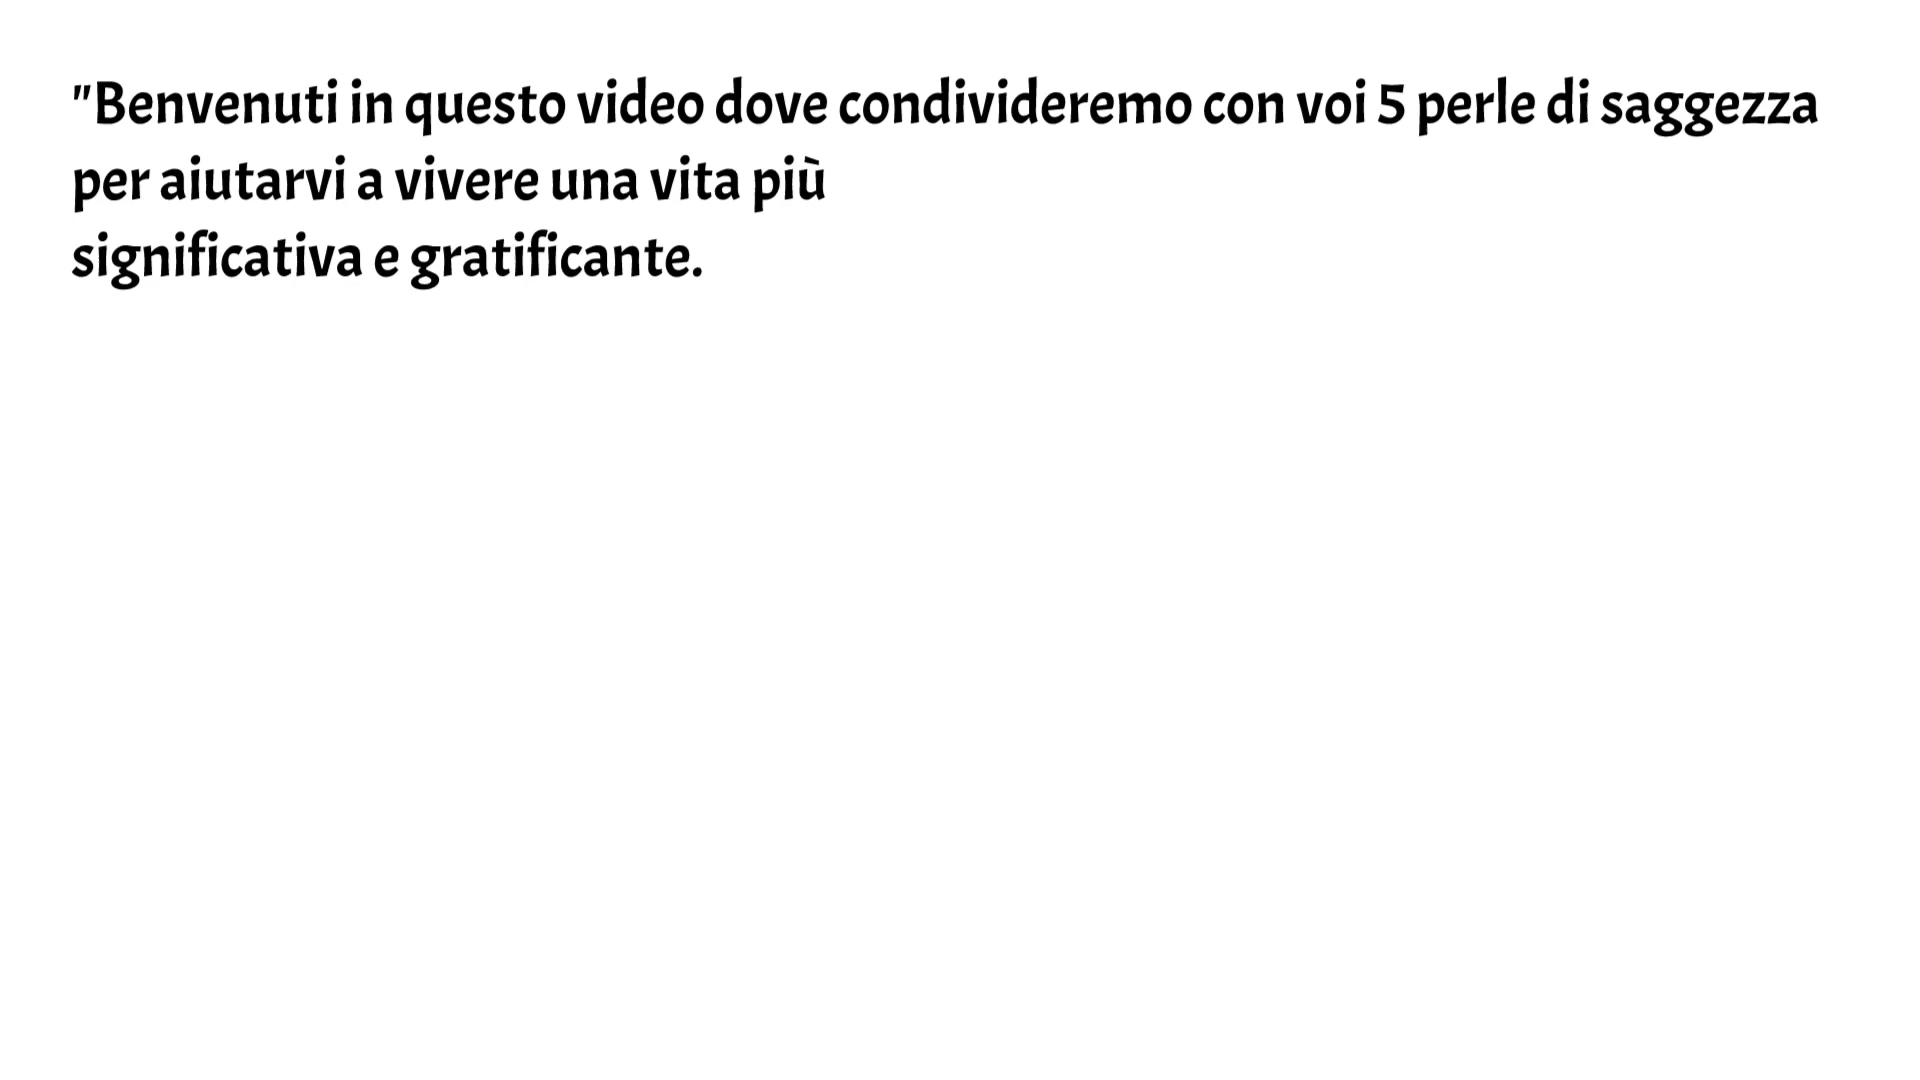 "Benvenuti in questo video dove condivideremo con voi 5 perle di saggezza
per aiutarvi a vivere una vita più
significativa e gratificante.